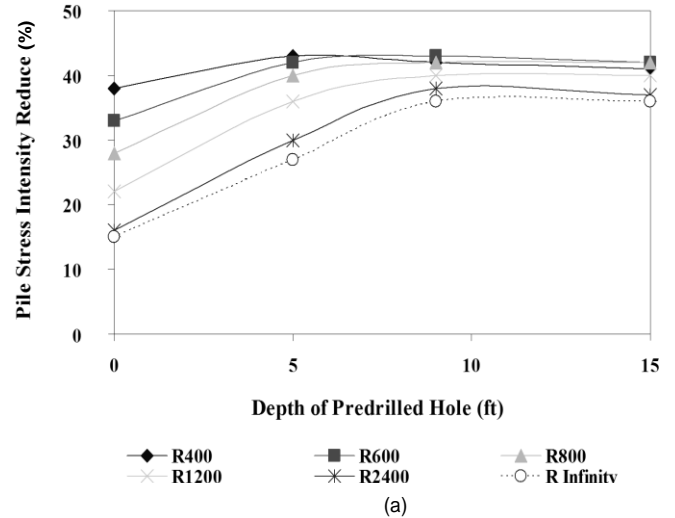 Pile Stress Intensity Reduce (%)
50
40
30
20
10
0
0 5 10 15
Depth of Predrilled Hole (ft)
R400 R600 R800
R1200 R2400 R Infinity
(a)